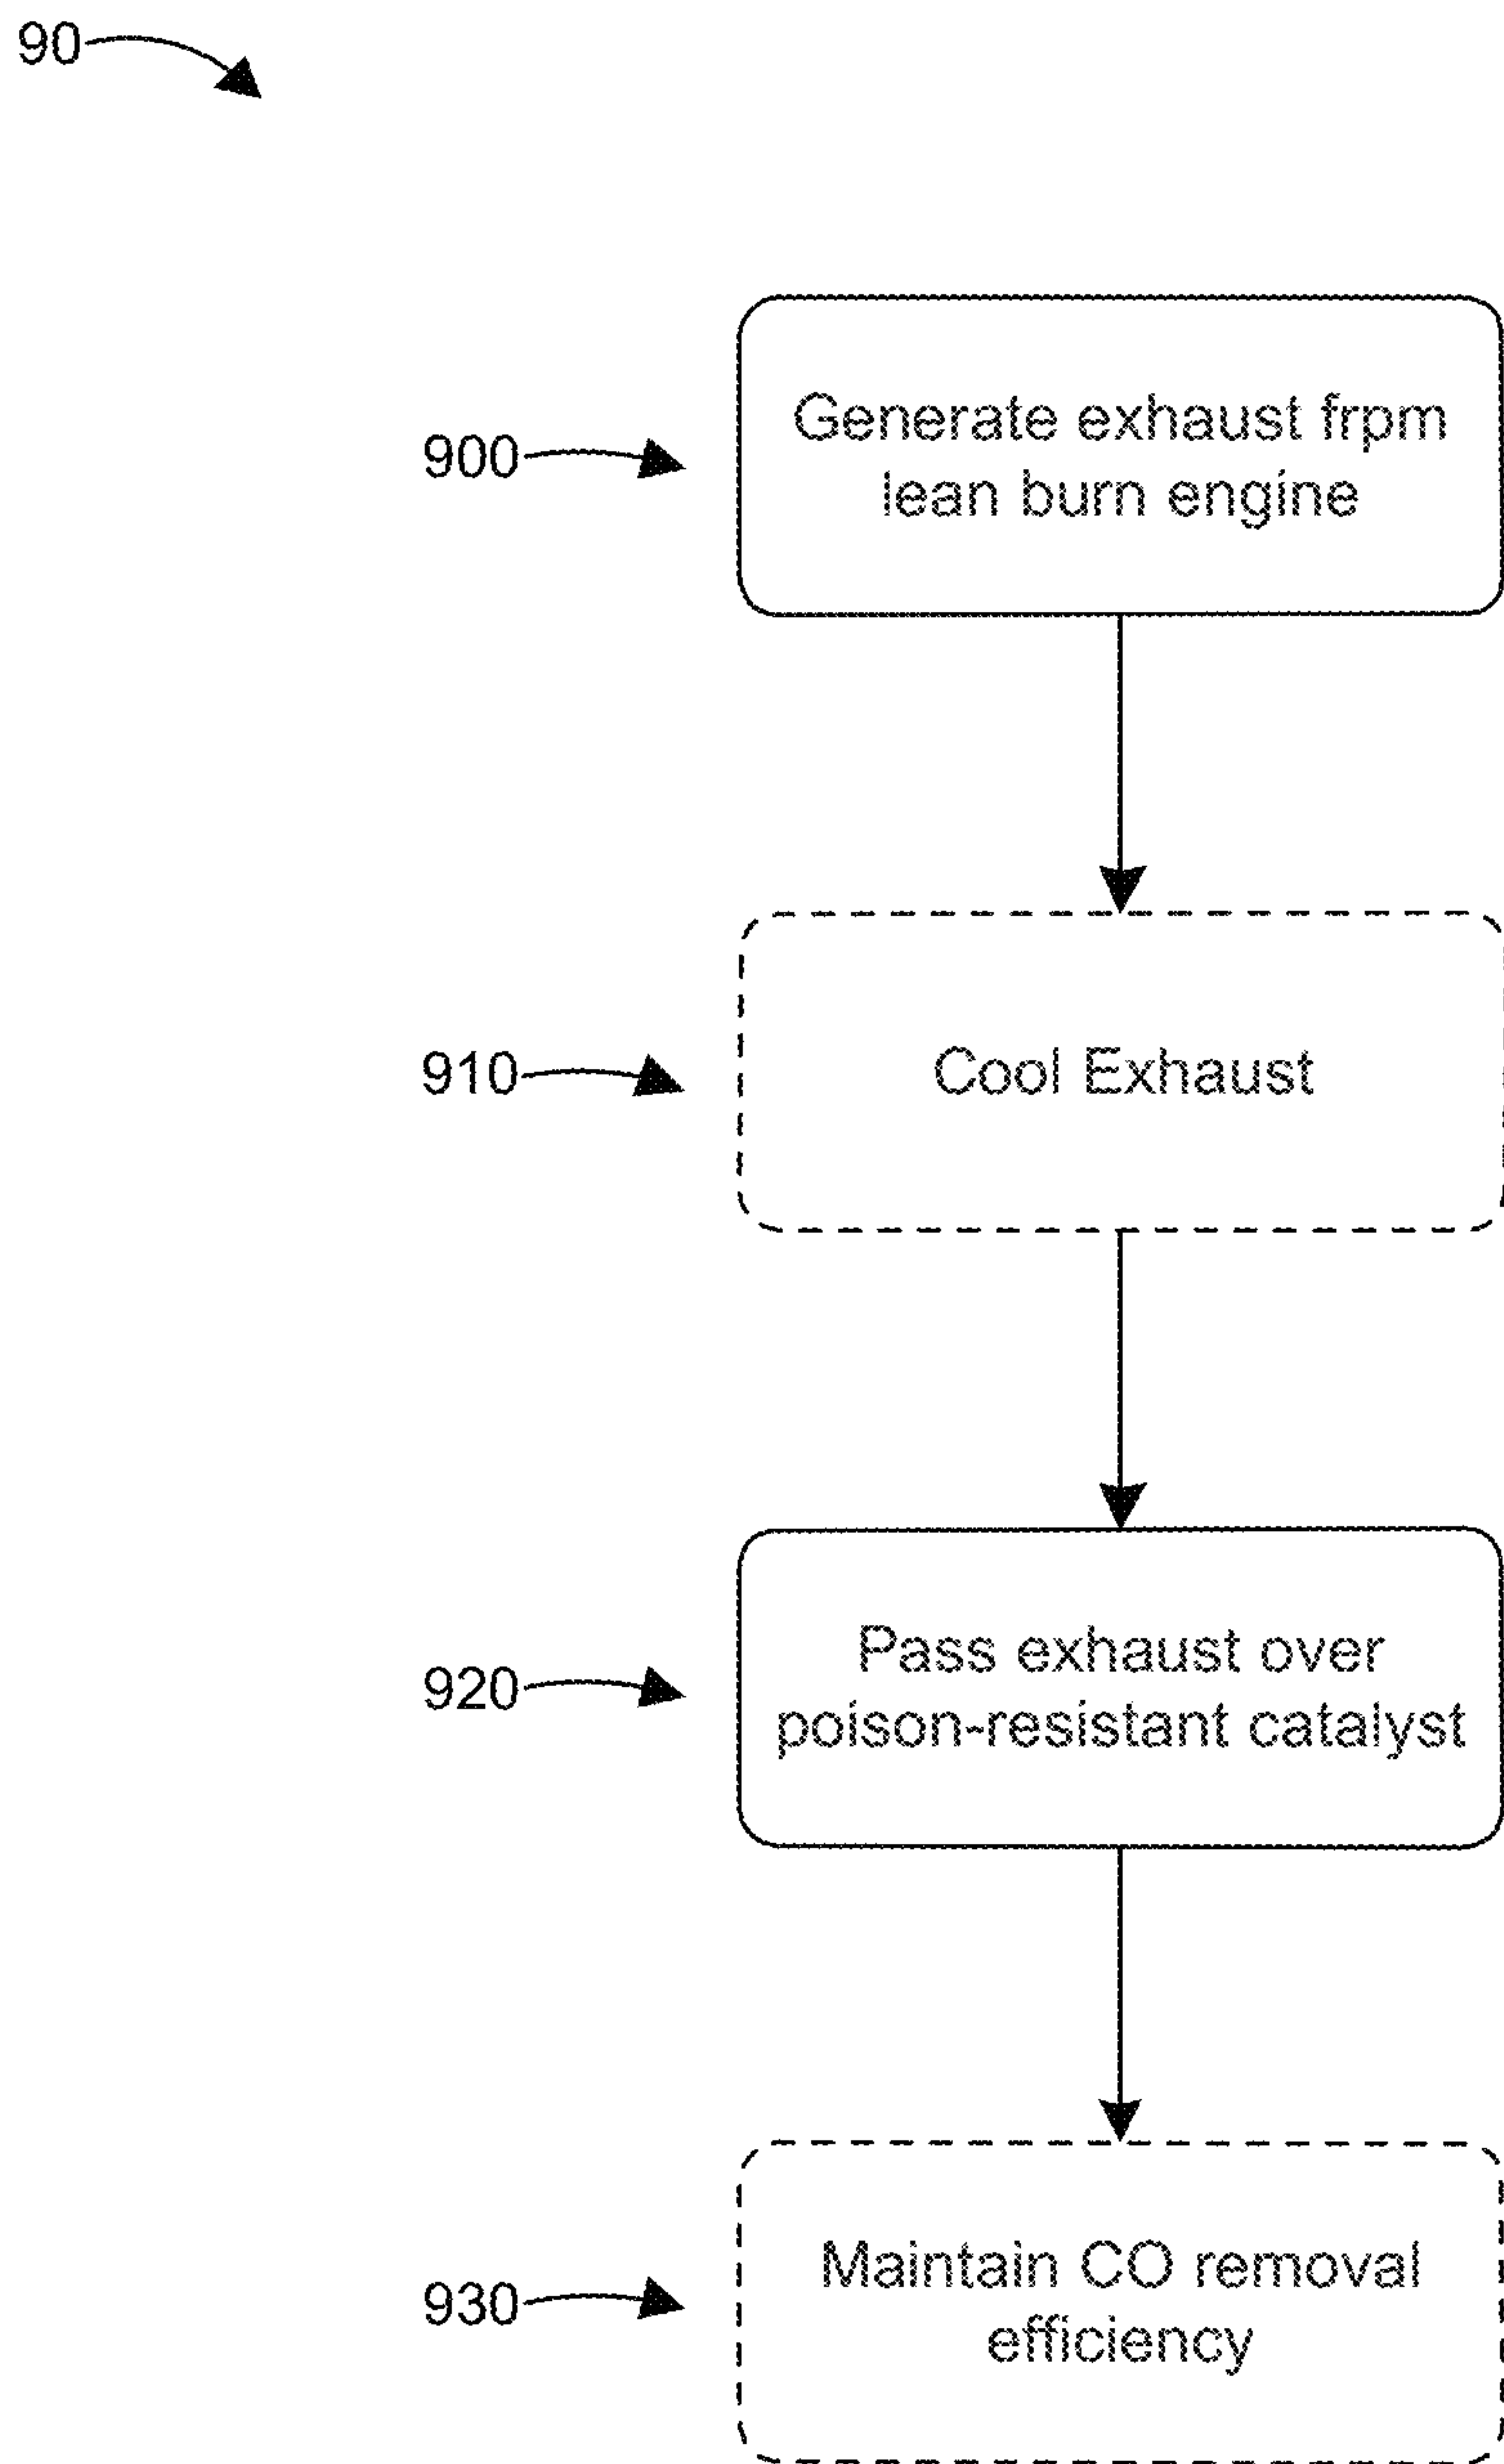 90
900
Generate exhaust frpm
lean burn engine
910
Cool Exhaust
920
Pass exhaust over
poison-resistant catalyst
930
Maintain CO removal
efficiency